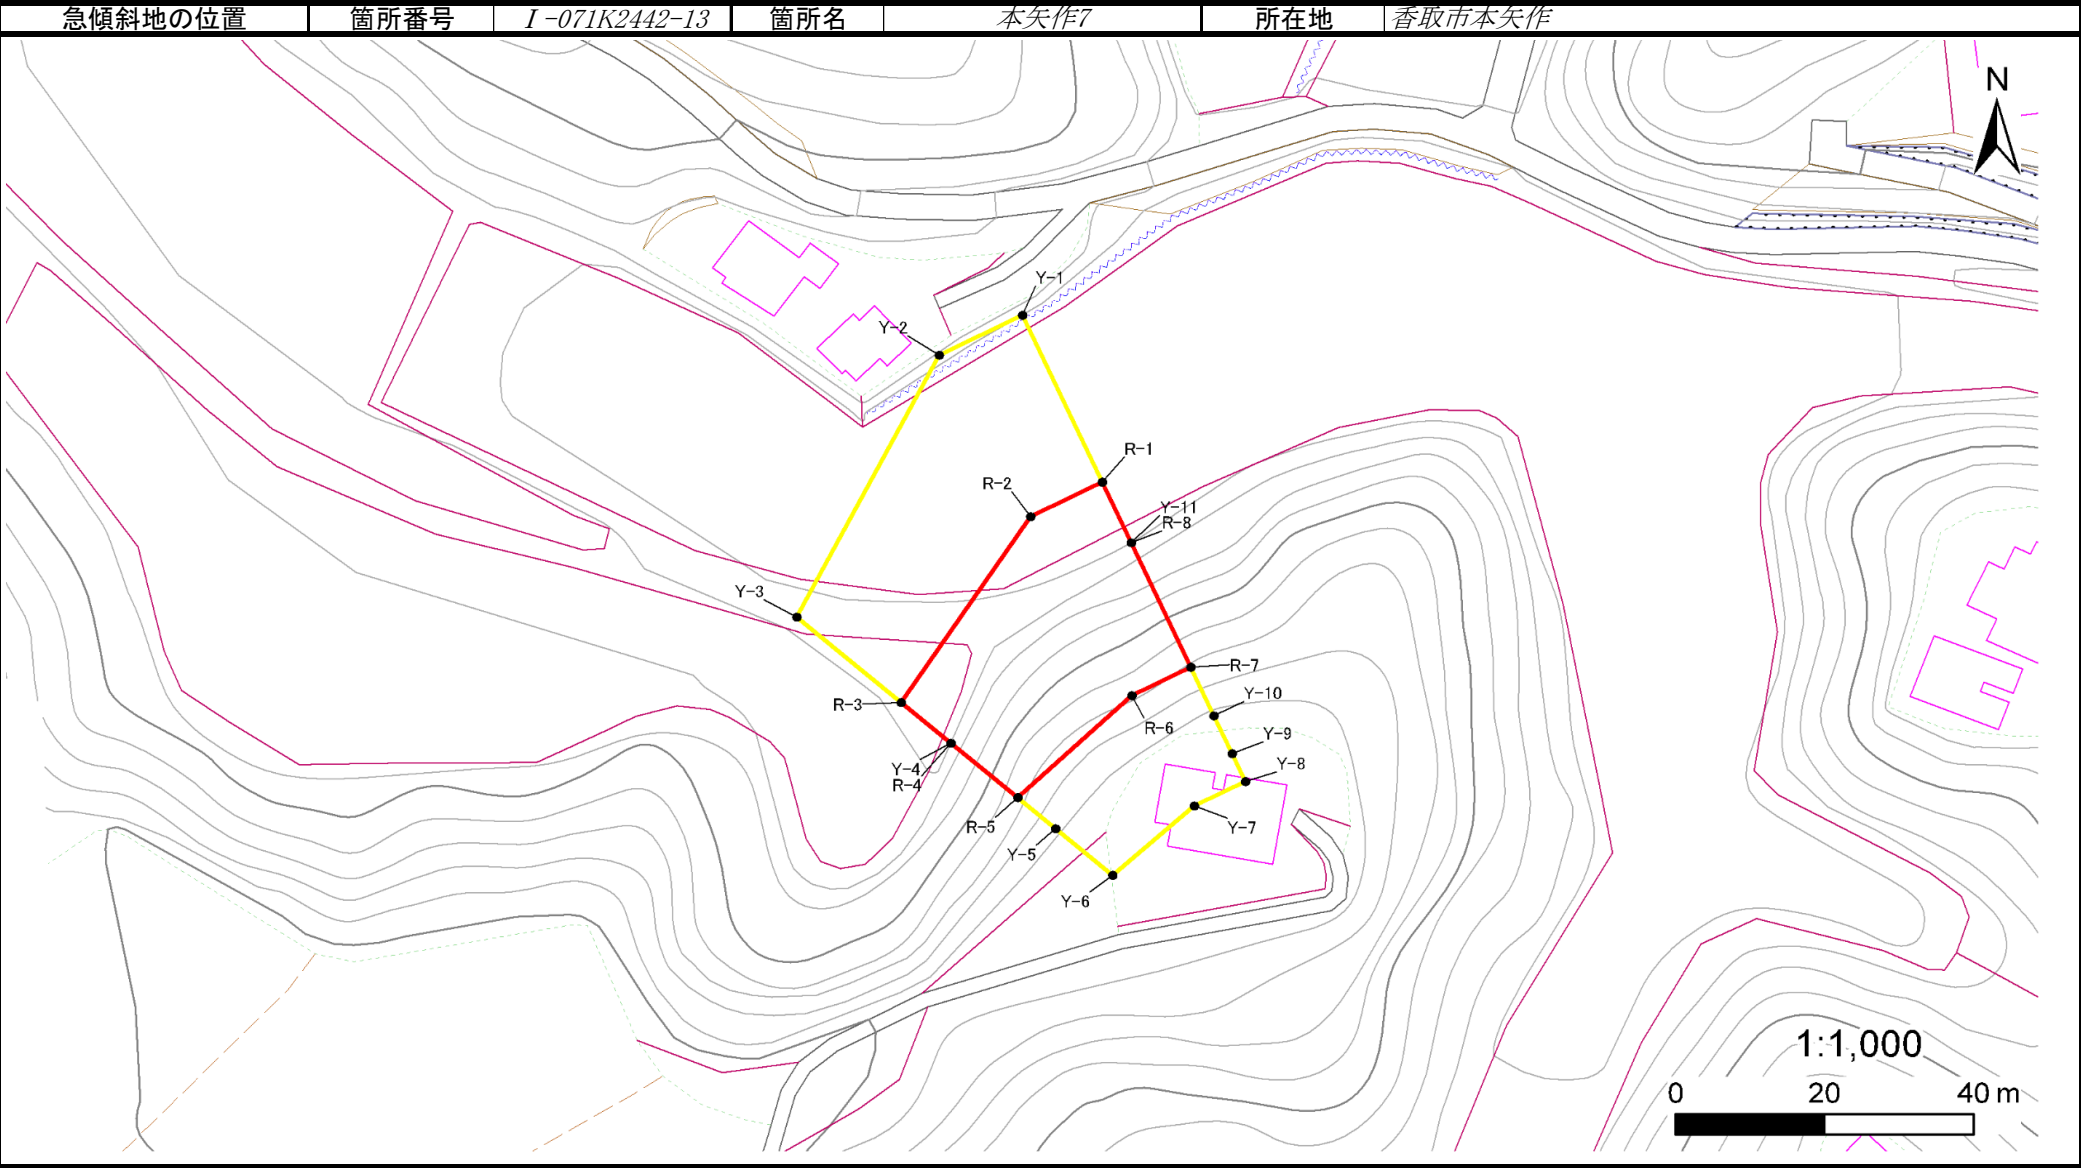 急傾斜地の位置 箇所番号 I-071K2442-13 箇所名 本矢作7 所在地 香取市本矢作
N
Y-1
Y-2
R-1
R-2
Y-11
R-8
Y-3
R-7
Y-10
R-3
R-6
Y-9
Y-4
Y-8
R-4
R-5
Y-7
Y-5
Y-6
1:1,000
0 20 40 m